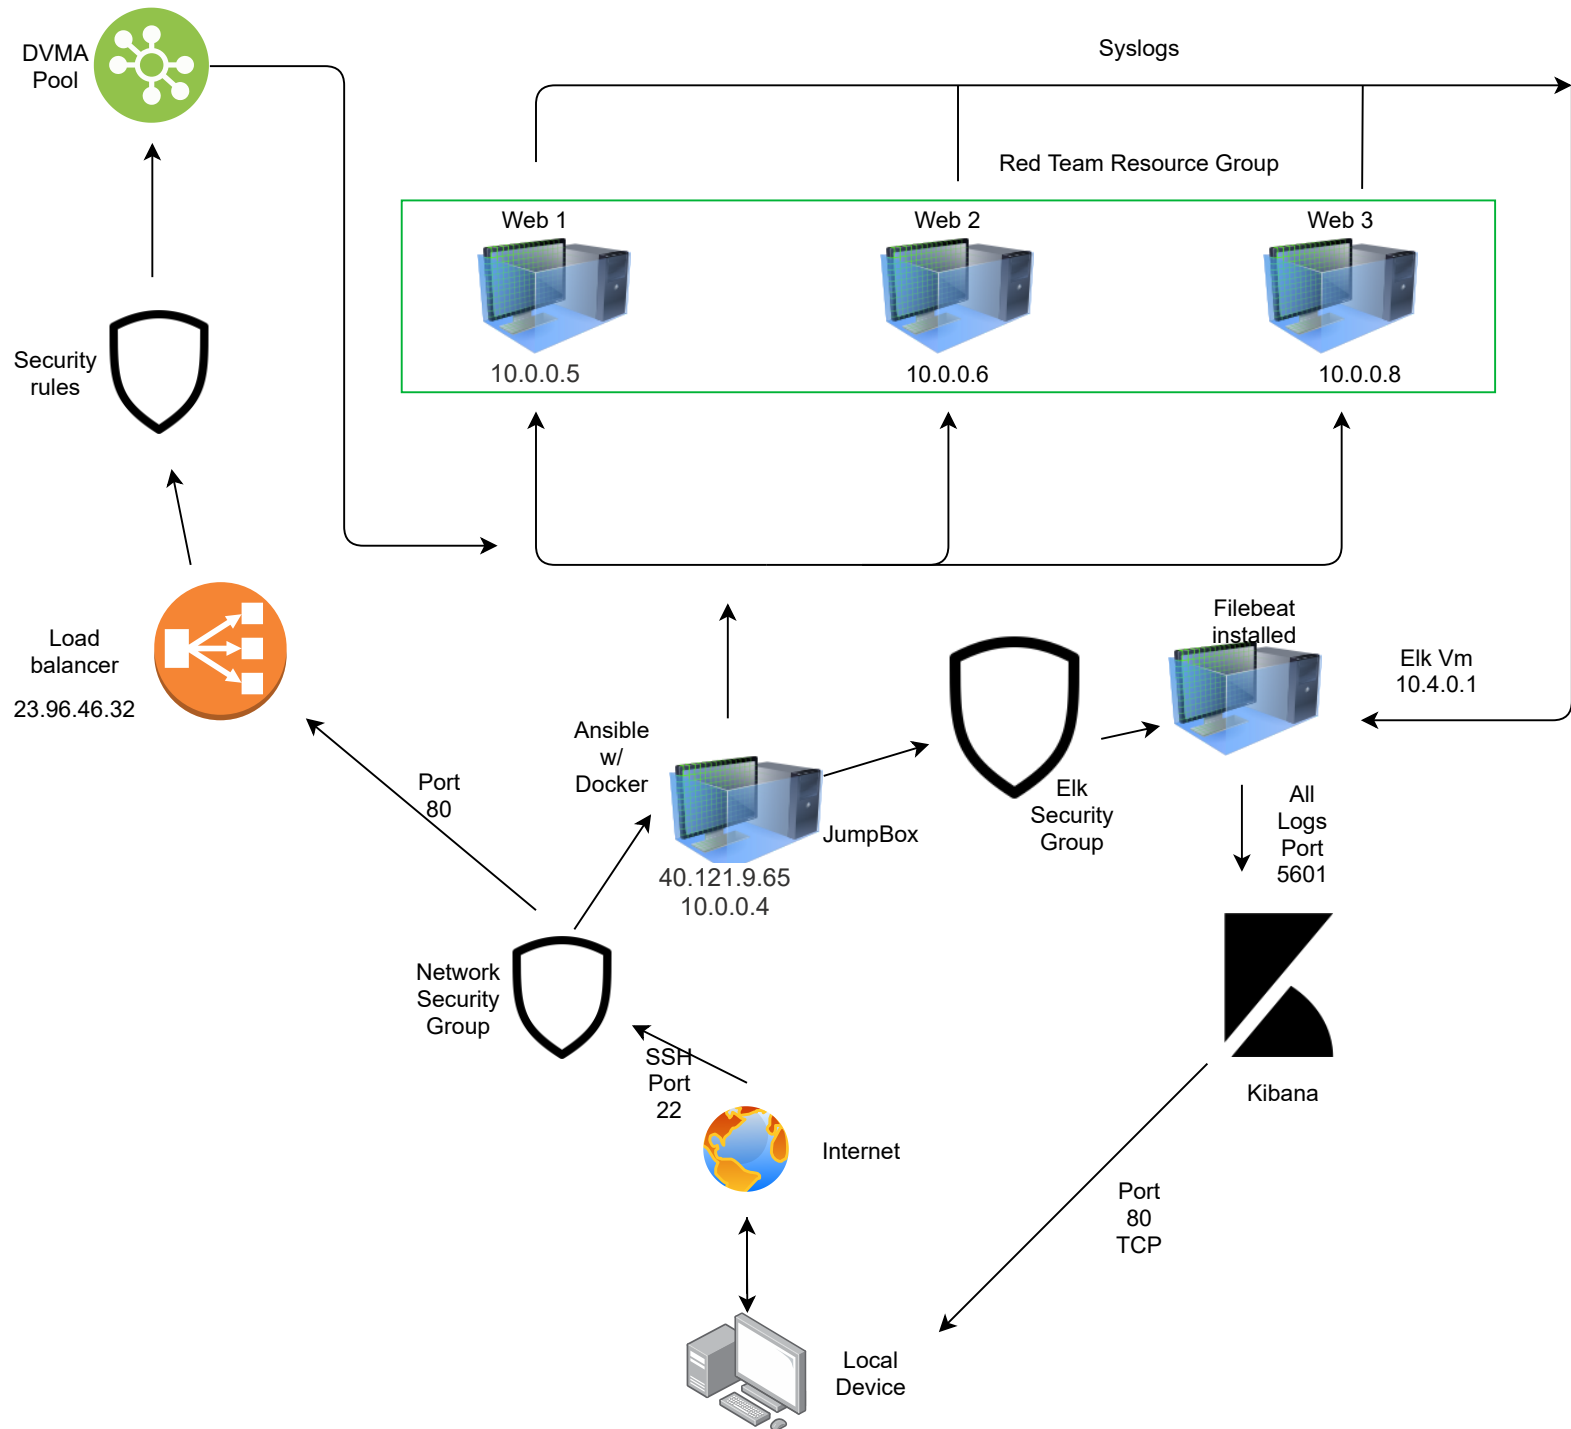 DVMA
Pool
Syslogs
Red Team Resource Group
Web 1
Web 2
Web 3
10.0.0.5
10.0.0.6
10.0.0.8
Security
rules
Load
balancer
23.96.46.32
Filebeat
installed
Elk Vm
10.4.0.1
Ansible
w/
Docker
Port
80
JumpBox
40.121.9.65
10.0.0.4
Elk
Security
Group
All
Logs
Port
5601
Network
Security
Group
SSH
Port
22
Kibana
Internet
Port
80
TCP
Local
Device